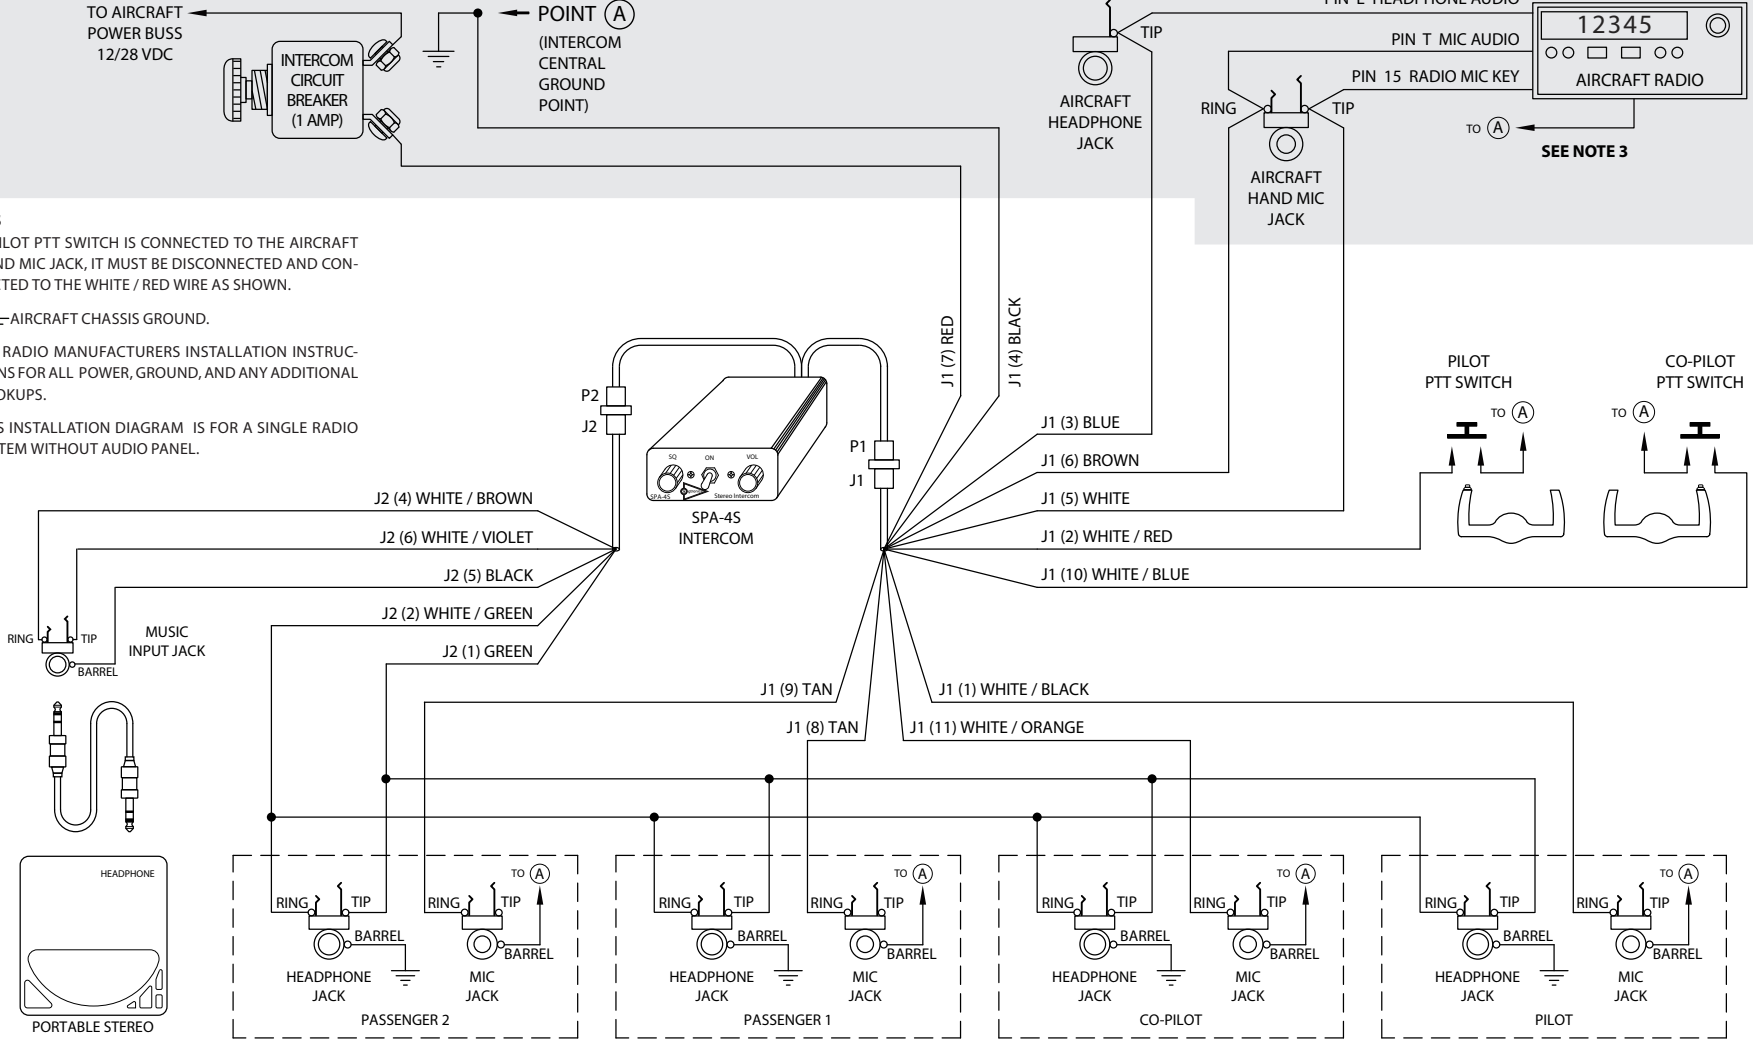 TO AIRCRAFT
POWER BUSS
12/28 VDC
INTERCOM
CIRCUIT
BREAKER
(1 AMP)
POINT A
(INTERCOM
CENTRAL
GROUND
POINT)
TIP
AIRCRAFT
HEADPHONE
JACK
HEADPHONE AUDIO
PIN T MIC AUDIO
PIN 15 RADIO MIC KEY
RING
TIP
AIRCRAFT
HAND MIC
JACK
12345
AIRCRAFT RADIO
TO A
SEE NOTE 3
PTT SWITCH IS CONNECTED TO THE AIRCRAFT
MIC JACK, IT MUST BE DISCONNECTED AND CON-
TO THE WHITE / RED WIRE AS SHOWN.
AIRCRAFT CHASSIS GROUND.
RADIO MANUFACTURERS INSTALLATION INSTRUC-
FOR ALL POWER, GROUND, AND ANY ADDITIONAL
INSTALLATION DIAGRAM IS FOR A SINGLE RADIO
WITHOUT AUDIO PANEL.
J1 (7) RED
J1 (4) BLACK
P2
J2
P1
J1
SQ
ON
VOL
SPA-4S
Stereo Intercom
SPA-4S
INTERCOM
J1 (3) BLUE
J1 (6) BROWN
J1 (5) WHITE
J1 (2) WHITE / RED
J1 (10) WHITE / BLUE
PILOT
PTT SWITCH
TO A
CO-PILOT
PTT SWITCH
TO A
J2 (4) WHITE / BROWN
J2 (6) WHITE / VIOLET
J2 (5) BLACK
J2 (2) WHITE / GREEN
J2 (1) GREEN
RING
TIP
BARREL
MUSIC
INPUT JACK
J1 (9) TAN
J1 (8) TAN
J1 (1) WHITE / BLACK
J1 (11) WHITE / ORANGE
HEADPHONE
PORTABLE STEREO
RING
TIP
BARREL
HEADPHONE
JACK
RING
TIP
TO A
BARREL
MIC
JACK
PASSENGER 2
RING
TIP
BARREL
HEADPHONE
JACK
RING
TIP
TO A
BARREL
MIC
JACK
PASSENGER 1
RING
TIP
BARREL
HEADPHONE
JACK
RING
TIP
TO A
BARREL
MIC
JACK
CO-PILOT
RING
TIP
BARREL
HEADPHONE
JACK
RING
TIP
TO A
BARREL
MIC
JACK
PILOT